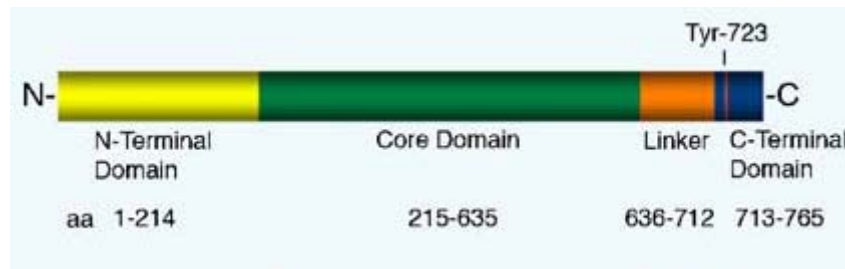 Tyr-723
N- -C
N-Terminal Domain
Core Domain
Linker
C-Terminal Domain
aa 1-214 215-635 636-712 713-765